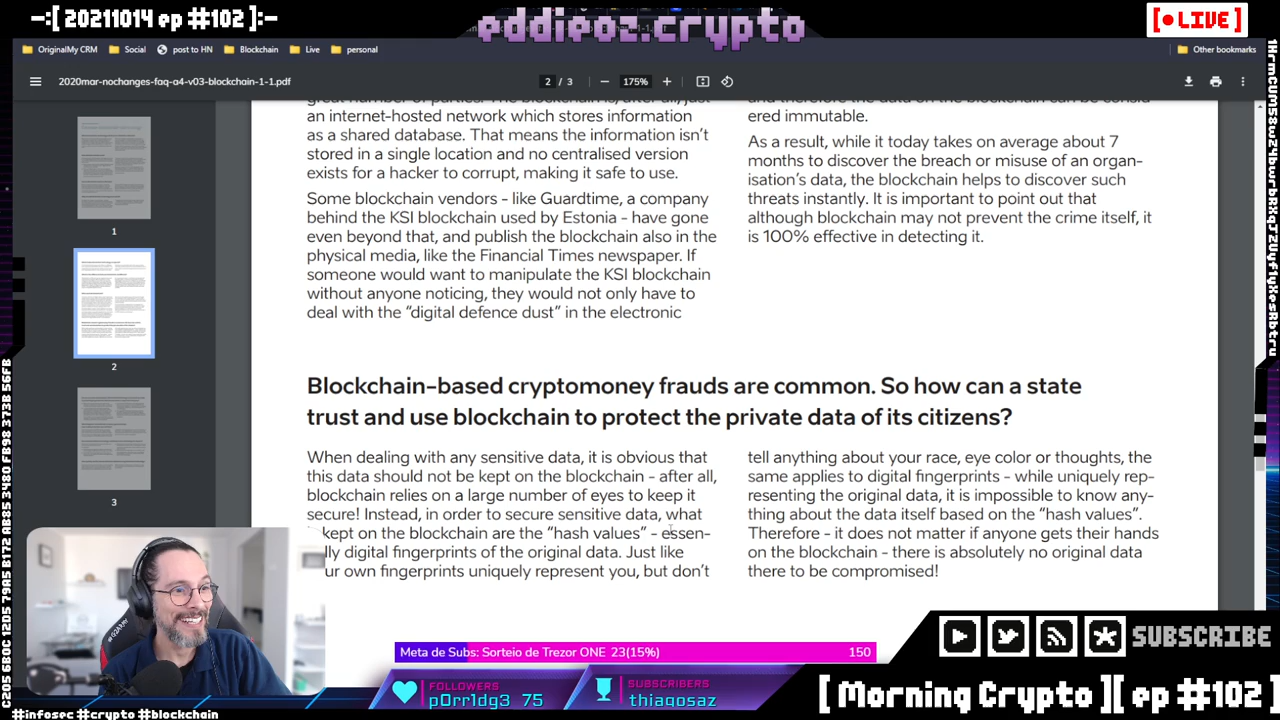 -:[ 20211014 ep #102 ]:-
eddieoz.crypto
[•LIVE]
OriginalMy CRM
Social
post to HN
Blockchain
Live
personal
Other bookmarks
2020mar-nochanges-faq-a4-v03-blockchain-1-1.pdf
2 / 3
175%
1
2
3
an internet-hosted network which stores information
as a shared database. That means the information isn't
stored in a single location and no centralised version
exists for a hacker to corrupt, making it safe to use.
Some blockchain vendors - like Guardtime, a company
behind the KSI blockchain used by Estonia - have gone
even beyond that, and publish the blockchain also in the
physical media, like the Financial Times newspaper. If
someone would want to manipulate the KSI blockchain
without anyone noticing, they would not only have to
deal with the "digital defence dust" in the electronic
ered immutable.
As a result, while it today takes on average about 7
months to discover the breach or misuse of an organ-
isation's data, the blockchain helps to discover such
threats instantly. It is important to point out that
although blockchain may not prevent the crime itself, it
is 100% effective in detecting it.
Blockchain-based cryptomoney frauds are common. So how can a state
trust and use blockchain to protect the private data of its citizens?
When dealing with any sensitive data, it is obvious that
this data should not be kept on the blockchain - after all,
blockchain relies on a large number of eyes to keep it
secure! Instead, in order to secure sensitive data, what
kept on the blockchain are the "hash values" - essen-
lly digital fingerprints of the original data. Just like
ur own fingerprints uniquely represent you, but don't
tell anything about your race, eye color or thoughts, the
same applies to digital fingerprints - while uniquely rep-
resenting the original data, it is impossible to know any-
thing about the data itself based on the "hash values".
Therefore - it does not matter if anyone gets their hands
on the blockchain - there is absolutely no original data
there to be compromised!
Meta de Subs: Sorteio de Trezor ONE 23(15%)
150
FOLLOWERS
p0rr1dg3_75
SUBSCRIBERS
thiagosaz
SUBSCRIBE
[ Morning Crypto ][ ep #102 ]
#infosec #crypto #blockchain